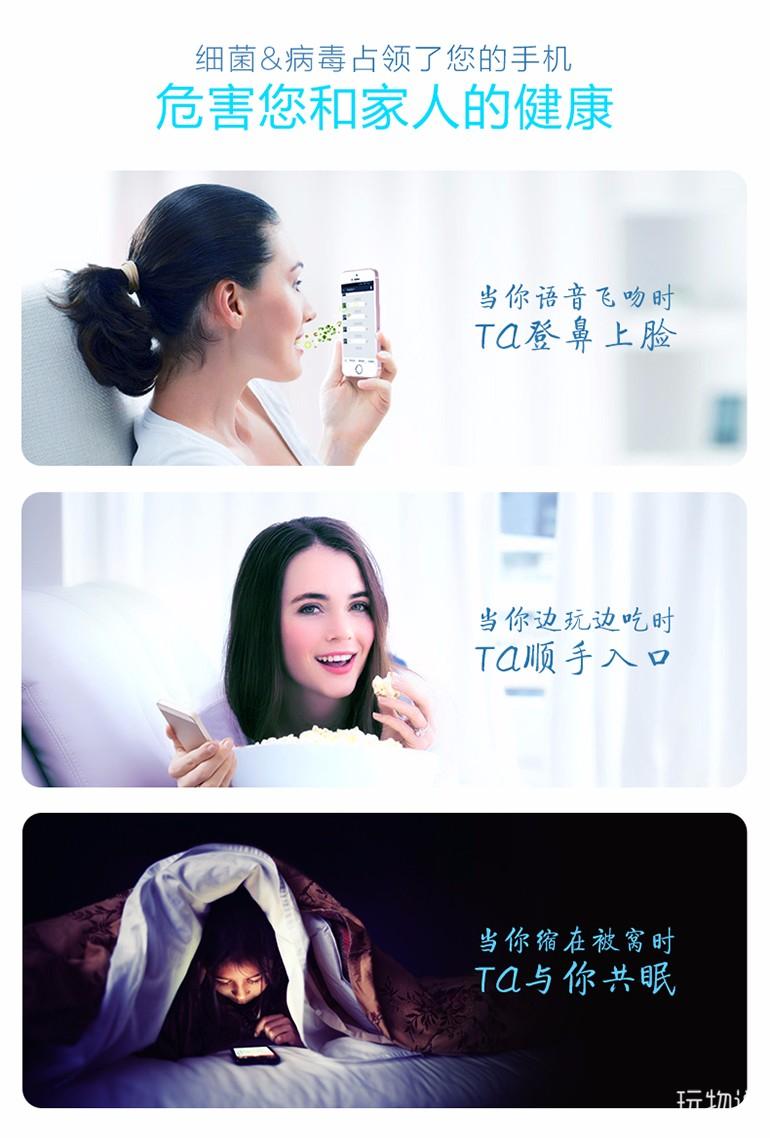 细菌&病毒占领了您的手机
危害您和家人的健康
当你语音飞吻时
TA登鼻上脸
当你边玩边吃时
TA顺手入口
当你缩在被窝时
TA与你共眠
玩物